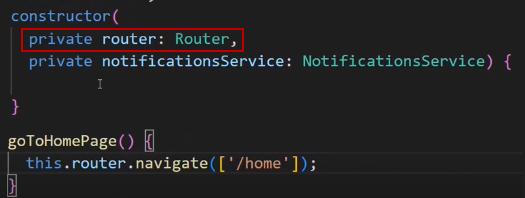 constructor(
private router: Router,
private notificationsService: NotificationsService) {
}
goToHomePage() {
this.router.navigate(['/home']);
}